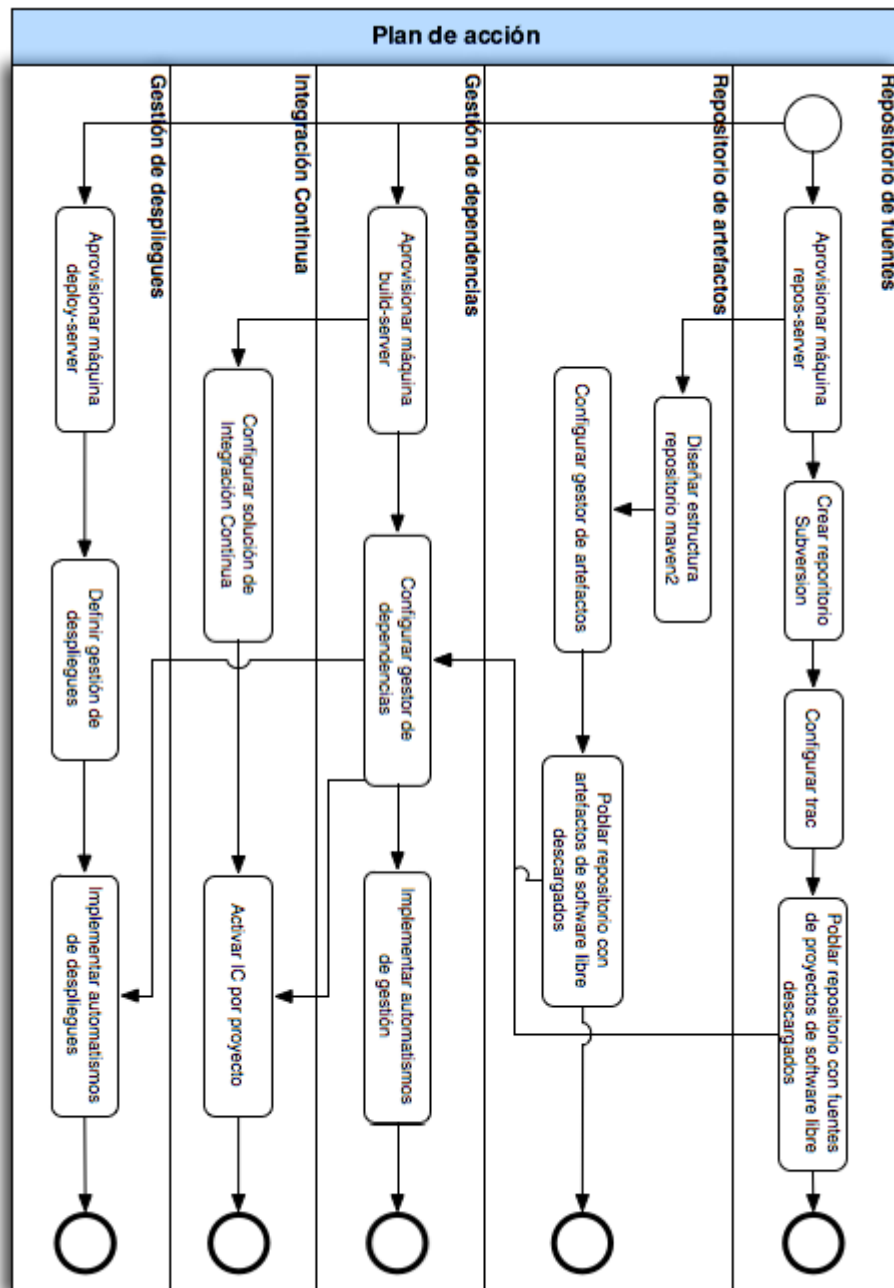 Plan de acción
Repositorio de fuentes
Aprovisionar máquina
repos-server
Crear reporitorio
Subversion
Configurar trac
Poblar repositorio con fuentes
de proyectos de software libre
descargados
Repositorio de artefactos
Diseñar estructura
repositorio maven2
Configurar gestor de artefactos
Poblar repositorio con
artefactos de software libre
descargados
Gestión de dependencias
Aprovisionar máquina
build-server
Configurar gestor de
dependencias
Implementar automatismos
de gestión
Integración Contínua
Configurar solución de
Integración Contínua
Activar IC por proyecto
Gestión de despliegues
Aprovisionar máquina
deploy-server
Definir gestión de
despliegues
Implementar automatismos
de despliegues